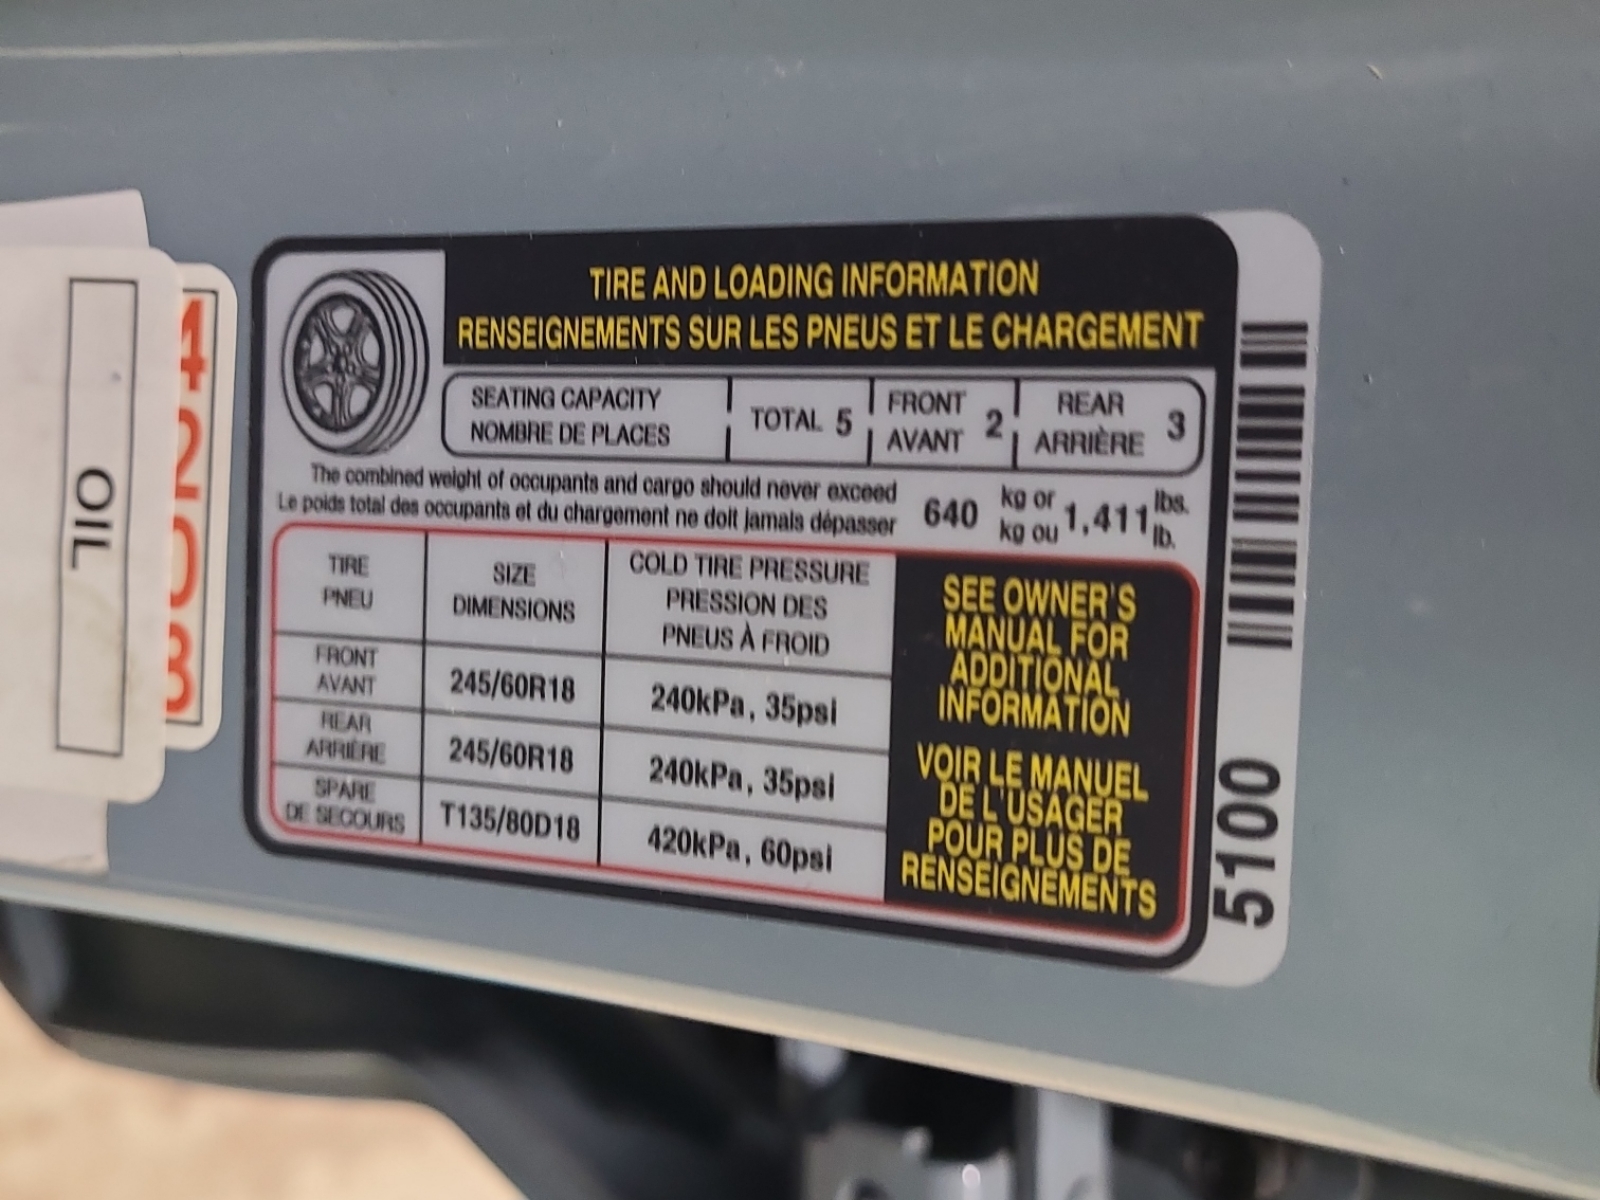 TIRE AND LOADING INFORMATION
RENSEIGNEMENTS SUR LES PNEUS ET LE CHARGEMENT
SEATING CAPACITY
NOMBRE DE PLACES
TOTAL 5
FRONT
AVANT
2
REAR
ARRIÈRE
3
The combined weight of occupants and cargo should never exceed
Le poids total des occupants et du chargement ne doit jamais dépasser
640
kg or
kg ou
1,411
lbs.
lb.
TIRE
PNEU
SIZE
DIMENSIONS
COLD TIRE PRESSURE
PRESSION DES
PNEUS À FROID
FRONT
AVANT
245/60R18
240kPa, 35psi
REAR
ARRIÈRE
245/60R18
240kPa, 35psi
SPARE
DE SECOURS
T135/80D18
420kPa, 60psi
SEE OWNER'S
MANUAL FOR
ADDITIONAL
INFORMATION
VOIR LE MANUEL
DE L'USAGER
POUR PLUS DE
RENSEIGNEMENTS
5100
OIL